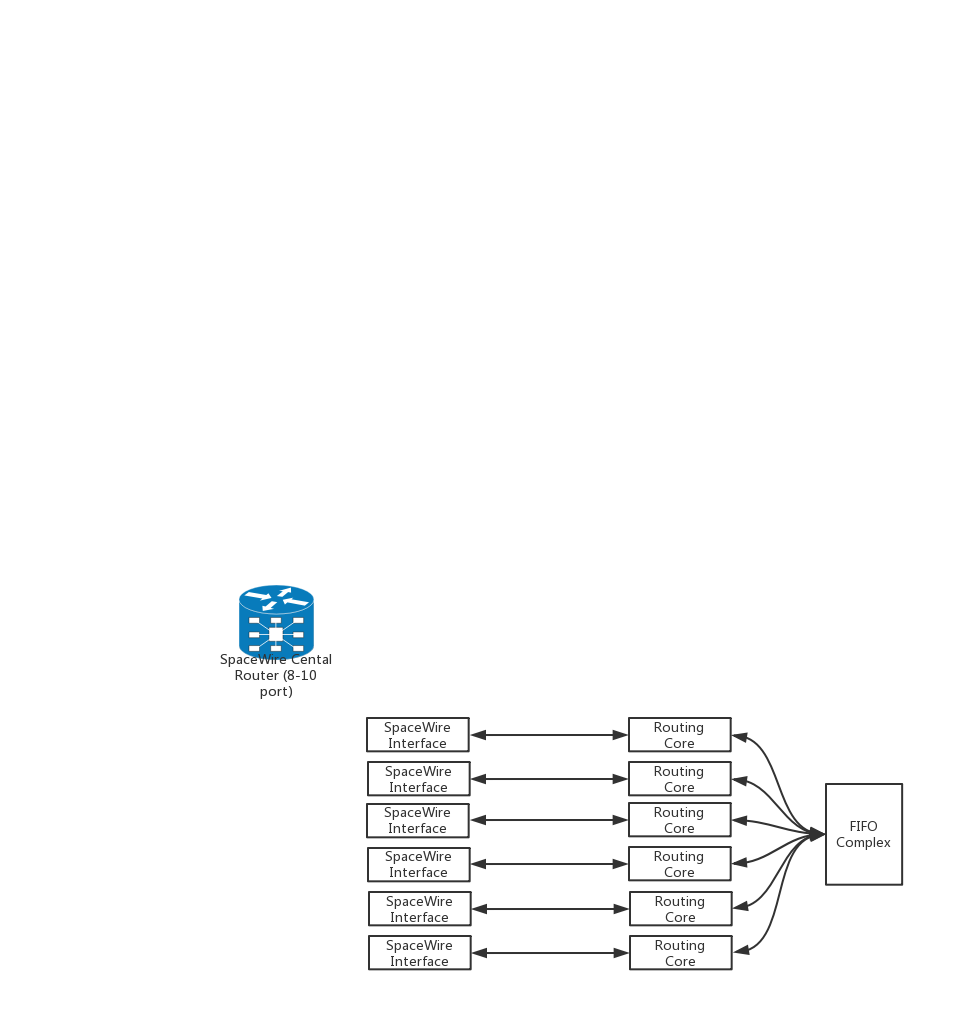 SpaceWire Cental
Router (8-10
port)
SpaceWire
Interface
Routing
Core
SpaceWire
Interface
Routing
Core
SpaceWire
Interface
Routing
Core
FIFO
Complex
SpaceWire
Interface
Routing
Core
SpaceWire
Interface
Routing
Core
SpaceWire
Interface
Routing
Core